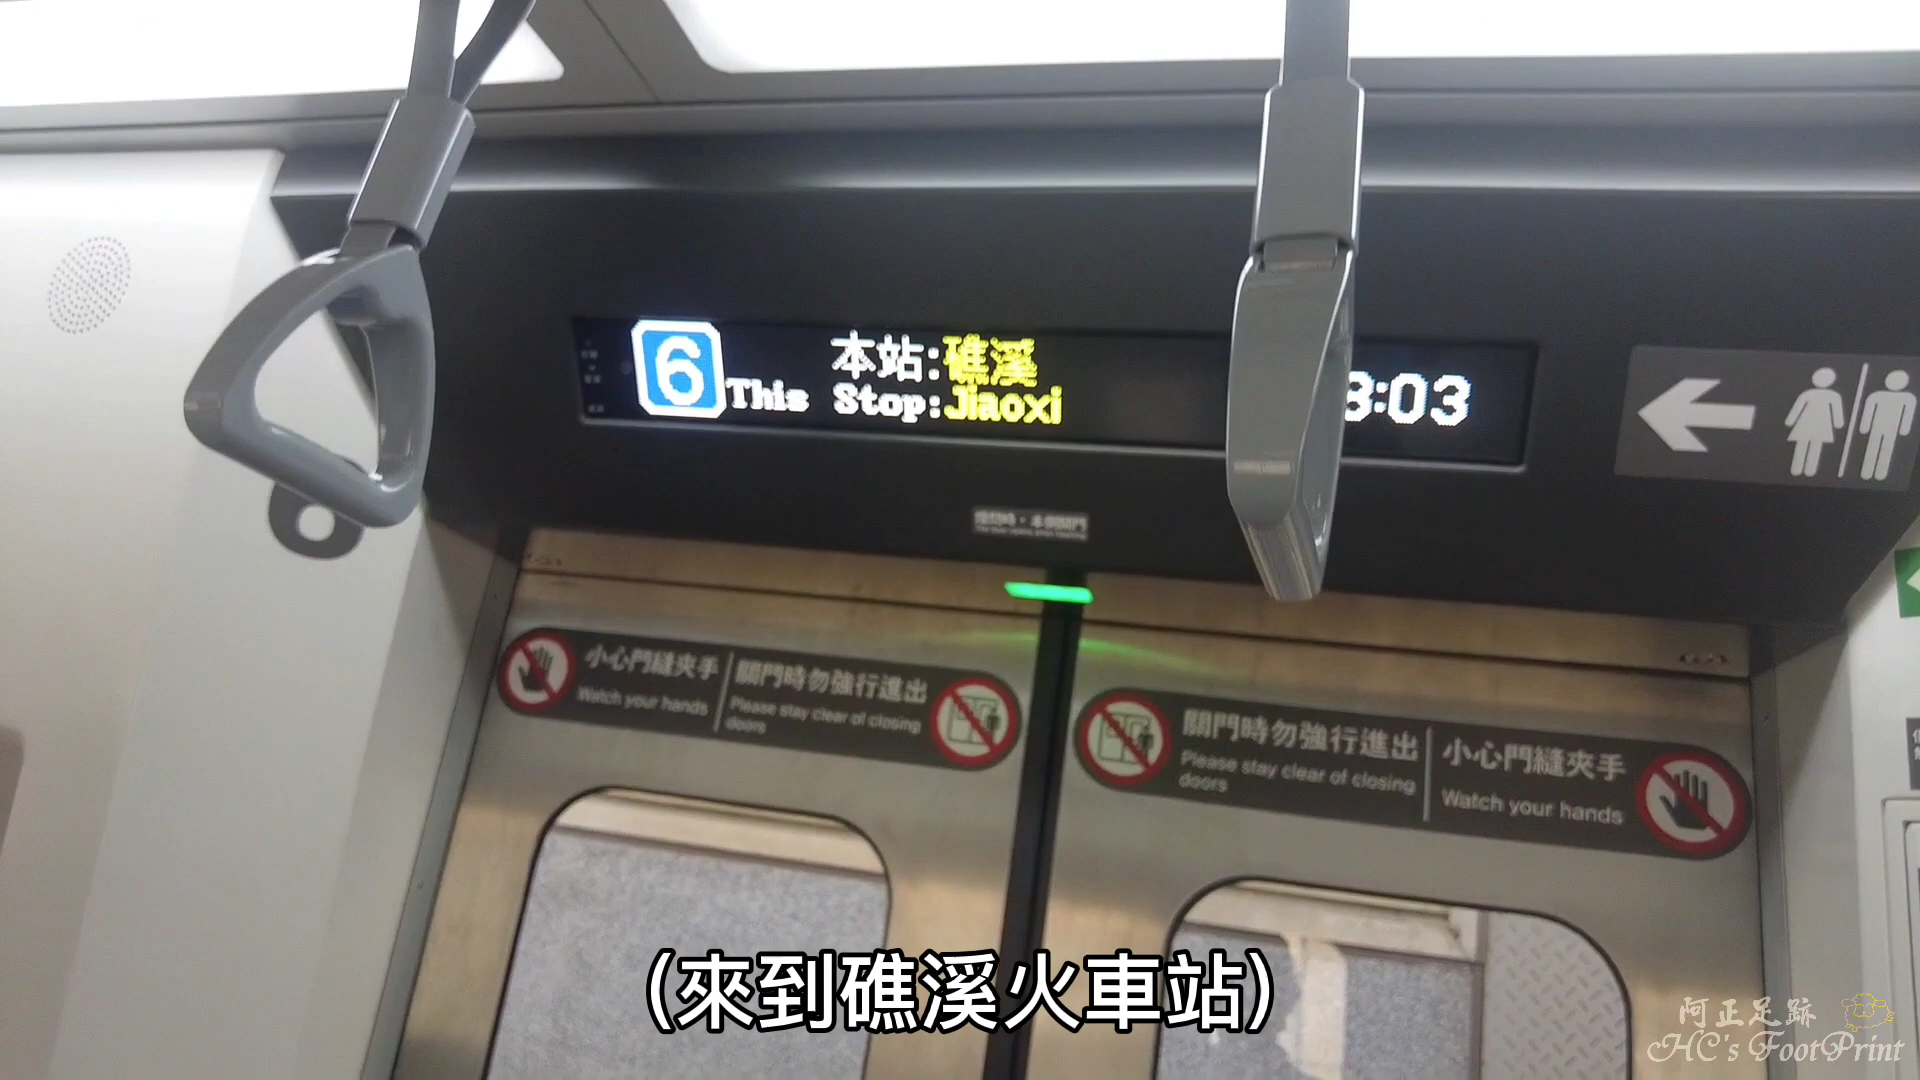 6
本站:礁溪
This Stop:Jiaoxi
8:03
小心門縫夾手
Watch your hands
關門時勿強行進出
Please stay clear of closing
doors
關門時勿強行進出
Please stay clear of closing
doors
小心門縫夾手
Watch your hands
(來到礁溪火車站)
阿正足跡
HC's FootPrint